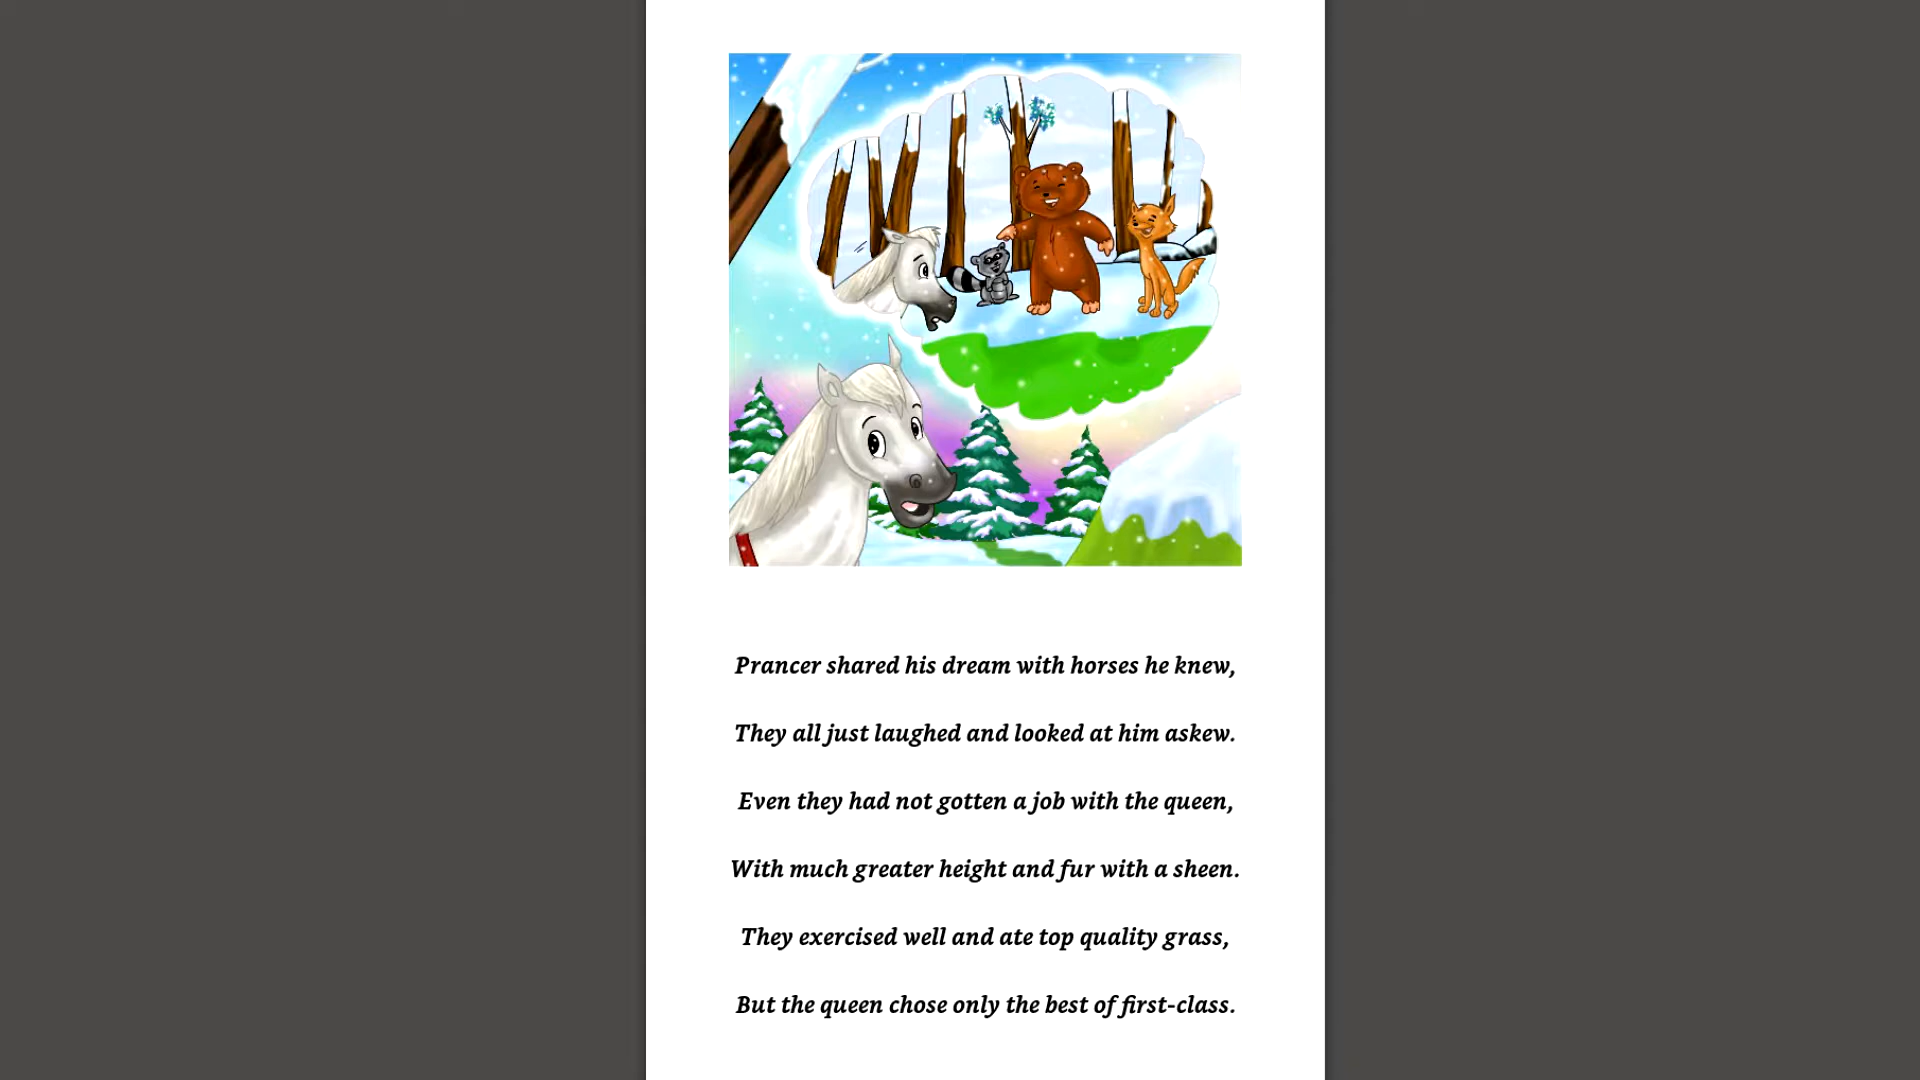 Prancer shared his dream with horses he knew,
They all just laughed and looked at him askew.
Even they had not gotten a job with the queen,
With much greater height and fur with a sheen.
They exercised well and ate top quality grass,
But the queen chose only the best of first-class.